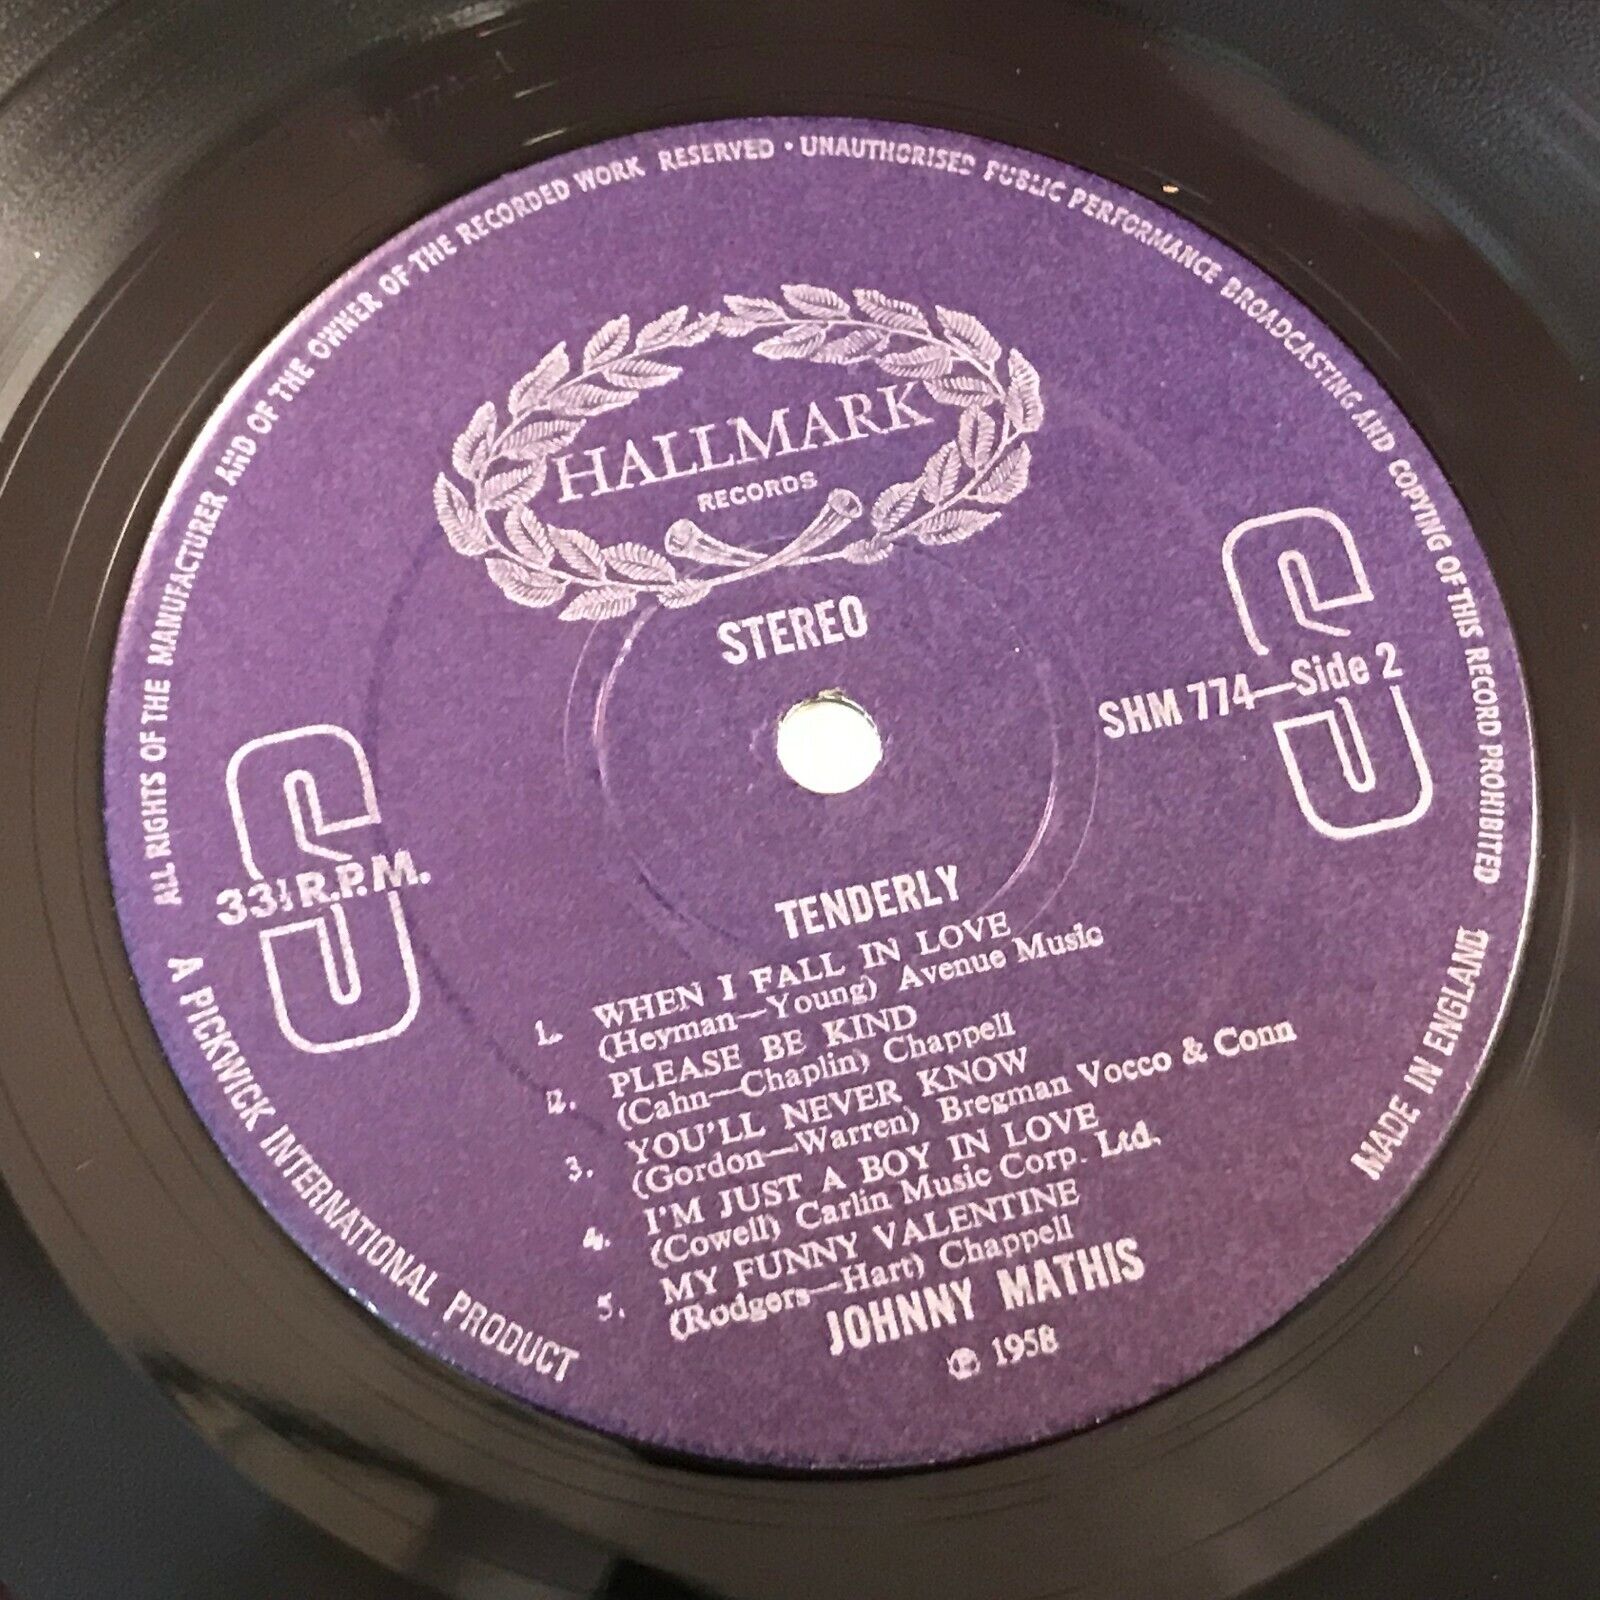 ALL RIGHTS OF THE MANUFACTURER AND OF THE OWNER OF THE RECORDED WORK RESERVED · UNAUTHORISED PUBLIC PERFORMANCE BROADCASTING AND COPYING OF THIS RECORD PROHIBITED
HALLMARK
RECORDS
STEREO
SHM 774—Side 2
S
33⅓ R.P.M.
S
TENDERLY
1. WHEN I FALL IN LOVE
(Heyman—Young) Avenue Music
2. PLEASE BE KIND
(Cahn—Chaplin) Chappell
3. YOU'LL NEVER KNOW
(Gordon—Warren) Bregman Vocco & Conn
4. I'M JUST A BOY IN LOVE
(Cowell) Carlin Music Corp. Ltd.
5. MY FUNNY VALENTINE
(Rodgers—Hart) Chappell
JOHNNY MATHIS
℗ 1958
A PICKWICK INTERNATIONAL PRODUCT
MADE IN ENGLAND